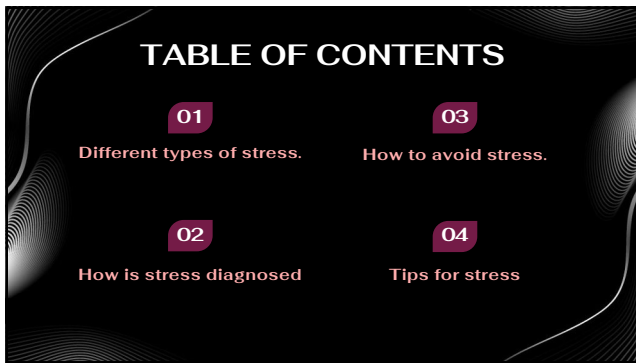 TABLE OF CONTENTS
01
Different types of stress.
02
How is stress diagnosed
03
How to avoid stress.
04
Tips for stress